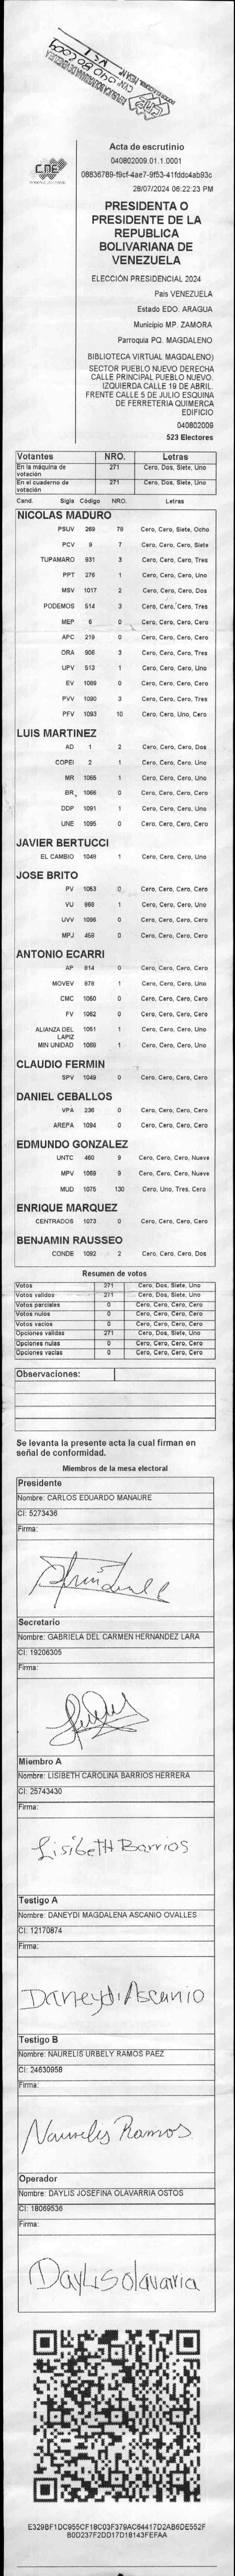 CNE
Acta de escrutinio
040802009.01.1.0001
08836789-f9cf-4ae7-9f53-41fddc4ab93c
28/07/2024 06:22:23 PM
PRESIDENTA O
PRESIDENTE DE LA
REPUBLICA
BOLIVARIANA DE
VENEZUELA
ELECCIÓN PRESIDENCIAL 2024
País VENEZUELA
Estado EDO. ARAGUA
Municipio MP. ZAMORA
Parroquia PQ. MAGDALENO
BIBLIOTECA VIRTUAL MAGDALENO)
SECTOR PUEBLO NUEVO DERECHA
CALLE PRINCIPAL PUEBLO NUEVO.
IZQUIERDA CALLE 19 DE ABRIL.
FRENTE CALLE 5 DE JULIO ESQUINA
DE FERRETERIA QUIMERCA
EDIFICIO
040802009
523 Electores
Votantes NRO. Letras
En la máquina de votación 271 Cero, Dos, Siete, Uno
En el cuaderno de votación 271 Cero, Dos, Siete, Uno
Cand. Sigla Código NRO. Letras
NICOLAS MADURO
PSUV 269 78 Cero, Cero, Siete, Ocho
PCV 9 7 Cero, Cero, Cero, Siete
TUPAMARO 931 3 Cero, Cero, Cero, Tres
PPT 276 1 Cero, Cero, Cero, Uno
MSV 1017 2 Cero, Cero, Cero, Dos
PODEMOS 514 3 Cero, Cero, Cero, Tres
MEP 6 0 Cero, Cero, Cero, Cero
APC 219 0 Cero, Cero, Cero, Cero
ORA 906 3 Cero, Cero, Cero, Tres
UPV 513 1 Cero, Cero, Cero, Uno
EV 1089 0 Cero, Cero, Cero, Cero
PVV 1090 3 Cero, Cero, Cero, Tres
PFV 1093 10 Cero, Cero, Uno, Cero
LUIS MARTINEZ
AD 1 2 Cero, Cero, Cero, Dos
COPEI 2 1 Cero, Cero, Cero, Uno
MR 1065 1 Cero, Cero, Cero, Uno
BR 1066 0 Cero, Cero, Cero, Cero
DDP 1091 1 Cero, Cero, Cero, Uno
UNE 1095 0 Cero, Cero, Cero, Cero
JAVIER BERTUCCI
EL CAMBIO 1048 1 Cero, Cero, Cero, Uno
JOSE BRITO
PV 1053 0 Cero, Cero, Cero, Cero
VU 868 1 Cero, Cero, Cero, Uno
UVV 1096 0 Cero, Cero, Cero, Cero
MPJ 458 0 Cero, Cero, Cero, Cero
ANTONIO ECARRI
AP 814 0 Cero, Cero, Cero, Cero
MOVEV 978 1 Cero, Cero, Cero, Uno
CMC 1050 0 Cero, Cero, Cero, Cero
FV 1052 0 Cero, Cero, Cero, Cero
ALIANZA DEL LAPIZ 1051 1 Cero, Cero, Cero, Uno
MIN UNIDAD 1068 1 Cero, Cero, Cero, Uno
CLAUDIO FERMIN
SPV 1049 0 Cero, Cero, Cero, Cero
DANIEL CEBALLOS
VPA 236 0 Cero, Cero, Cero, Cero
AREPA 1094 0 Cero, Cero, Cero, Cero
EDMUNDO GONZALEZ
UNTC 460 9 Cero, Cero, Cero, Nueve
MPV 1069 9 Cero, Cero, Cero, Nueve
MUD 1075 130 Cero, Uno, Tres, Cero
ENRIQUE MARQUEZ
CENTRADOS 1073 0 Cero, Cero, Cero, Cero
BENJAMIN RAUSSEO
CONDE 1092 2 Cero, Cero, Cero, Dos
Resumen de votos
Votos 271 Cero, Dos, Siete, Uno
Votos validos 271 Cero, Dos, Siete, Uno
Votos parciales 0 Cero, Cero, Cero, Cero
Votos nulos 0 Cero, Cero, Cero, Cero
Votos vacios 0 Cero, Cero, Cero, Cero
Opciones validas 271 Cero, Dos, Siete, Uno
Opciones nulas 0 Cero, Cero, Cero, Cero
Opciones vacias 0 Cero, Cero, Cero, Cero
Observaciones:
Se levanta la presente acta la cual firman en
señal de conformidad.
Miembros de la mesa electoral
Presidente
Nombre: CARLOS EDUARDO MANAURE
CI: 5273436
Firma:
Secretario
Nombre: GABRIELA DEL CARMEN HERNANDEZ LARA
CI: 19206305
Firma:
Miembro A
Nombre: LISIBETH CAROLINA BARRIOS HERRERA
CI: 25743430
Firma:
LisibetH Barrios
Testigo A
Nombre: DANEYDI MAGDALENA ASCANIO OVALLES
CI: 12170874
Firma:
Daneydi Ascanio
Testigo B
Nombre: NAURELIS URBELY RAMOS PAEZ
CI: 24630958
Firma:
Naurelis Ramos
Operador
Nombre: DAYLIS JOSEFINA OLAVARRIA OSTOS
CI: 18069536
Firma:
Daylis olavarria
E329BF1DC955CF18C03F379AC64417D2AB6DE552F
B0D237F2DD17D18143FEFAA